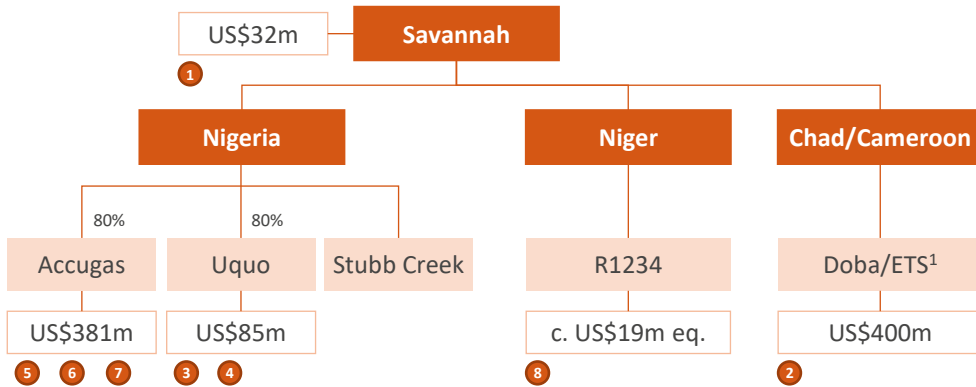 US$32m
Savannah
1
Nigeria
Niger
Chad/Cameroon
80%
80%
Accugas
Uquo
Stubb Creek
R1234
Doba/ETS1
US$381m
US$85m
c. US$19m eq.
US$400m
5
6
7
3
4
8
2